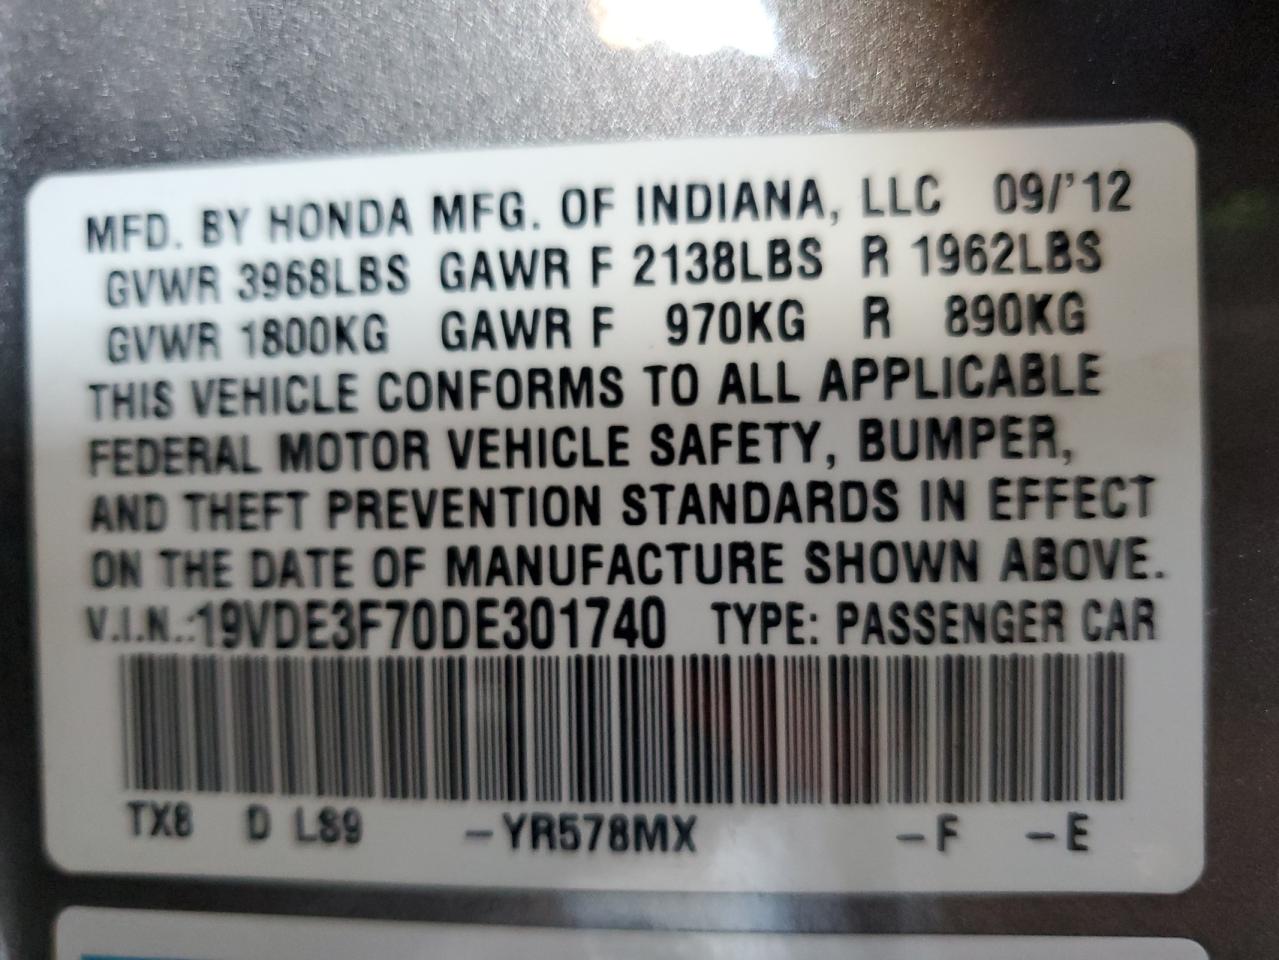 MFD. BY HONDA MFG. OF INDIANA, LLC 09/'12
GVWR 3968LBS GAWR F 2138LBS R 1962LBS
GVWR 1800KG GAWR F 970KG R 890KG
THIS VEHICLE CONFORMS TO ALL APPLICABLE
FEDERAL MOTOR VEHICLE SAFETY, BUMPER,
AND THEFT PREVENTION STANDARDS IN EFFECT
ON THE DATE OF MANUFACTURE SHOWN ABOVE.
V.I.N.:19VDE3F70DE301740 TYPE: PASSENGER CAR
TX8 D L89 -YR578MX -F -E